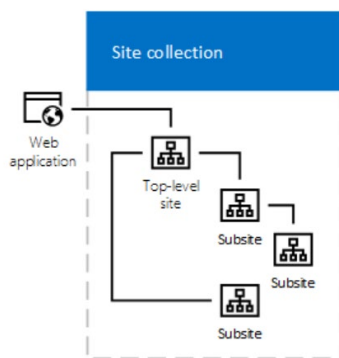 Site collection
Web
application
Top-level
site
Subsite
Subsite
Subsite